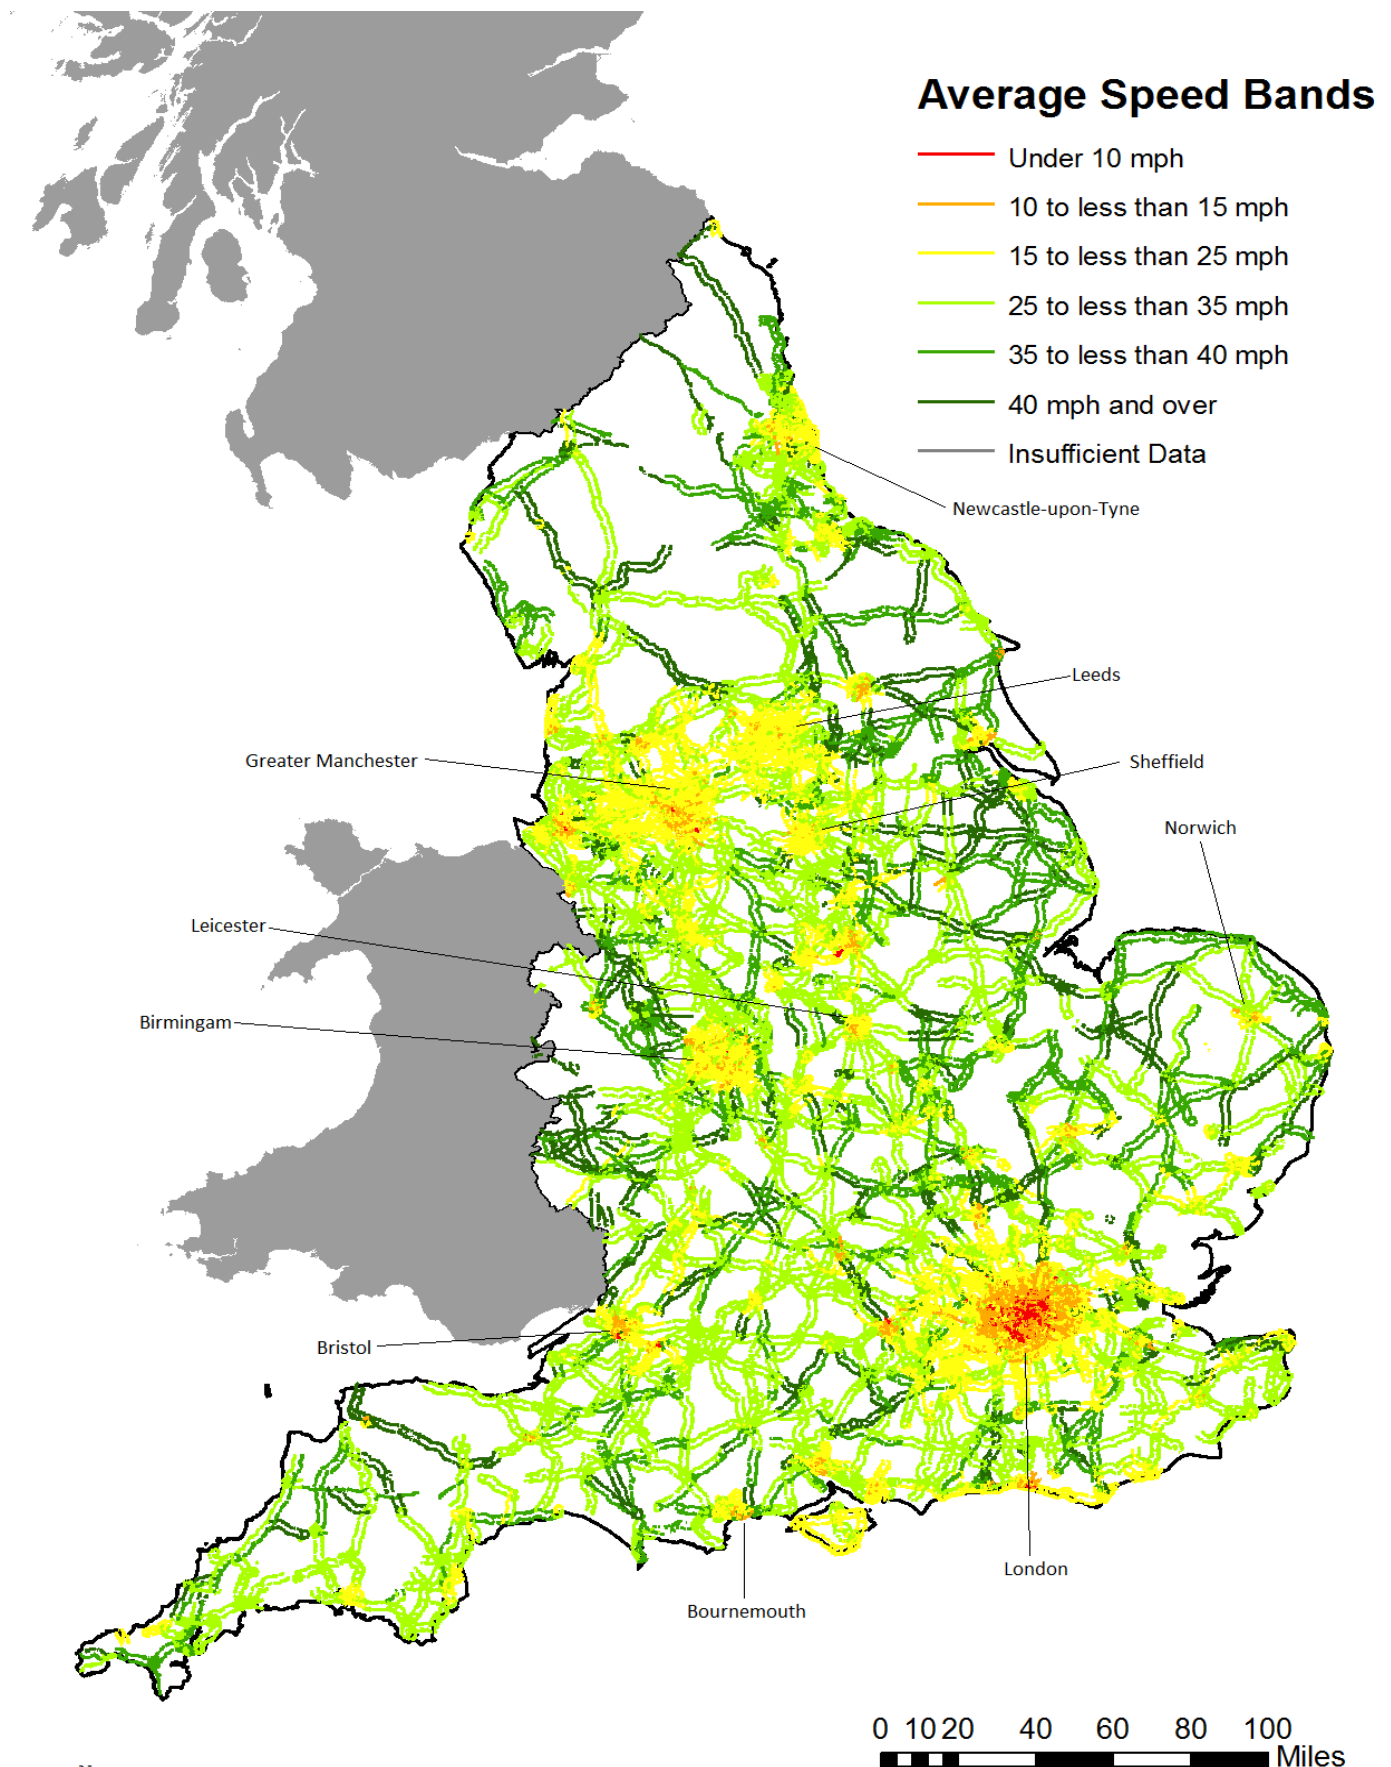 Average Speed Bands
Under 10 mph
10 to less than 15 mph
15 to less than 25 mph
25 to less than 35 mph
35 to less than 40 mph
40 mph and over
Insufficient Data
Newcastle-upon-Tyne
Leeds
Greater Manchester
Sheffield
Norwich
Leicester
Birmingam
Bristol
London
Bournemouth
0 10 20 40 60 80 100
Miles